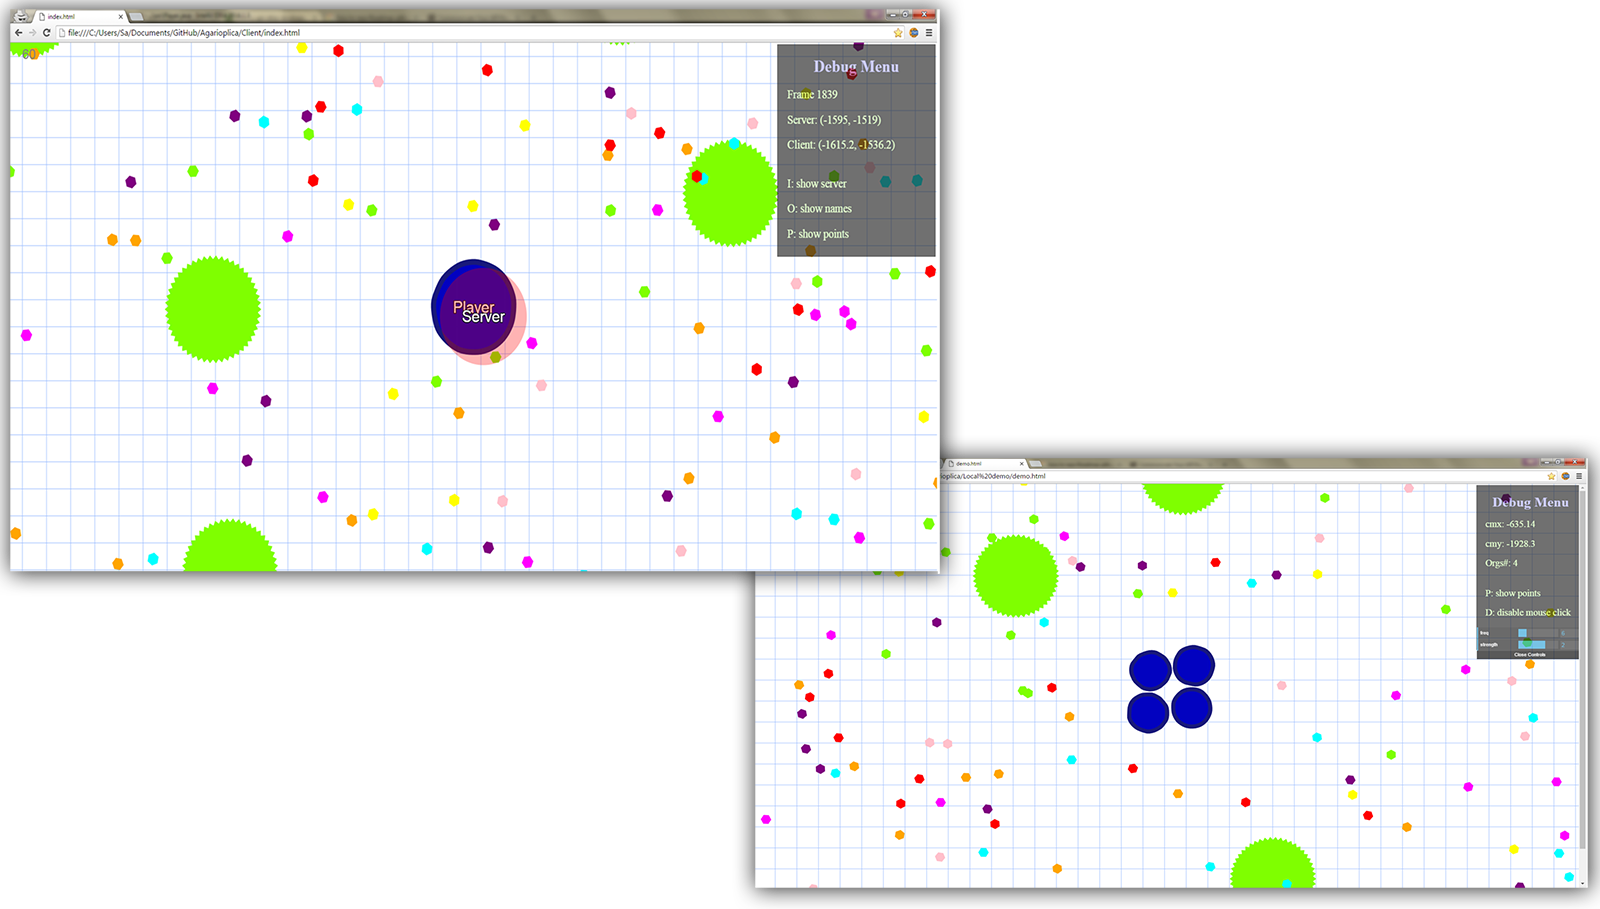 index.html
file:///C:/Users/Sa/Documents/GitHub/Agarioplica/Client/index.html
60
Debug Menu
Frame 1839
Server: (-1595, -1519)
Client: (-1615.2, -1536.2)
I: show server
O: show names
P: show points
Player
Server
demo.html
ioplica/Local%20demo/demo.html
Debug Menu
cmx: -635.14
cmy: -1928.3
Orgs#: 4
P: show points
D: disable mouse click
freq
strength
Close Controls